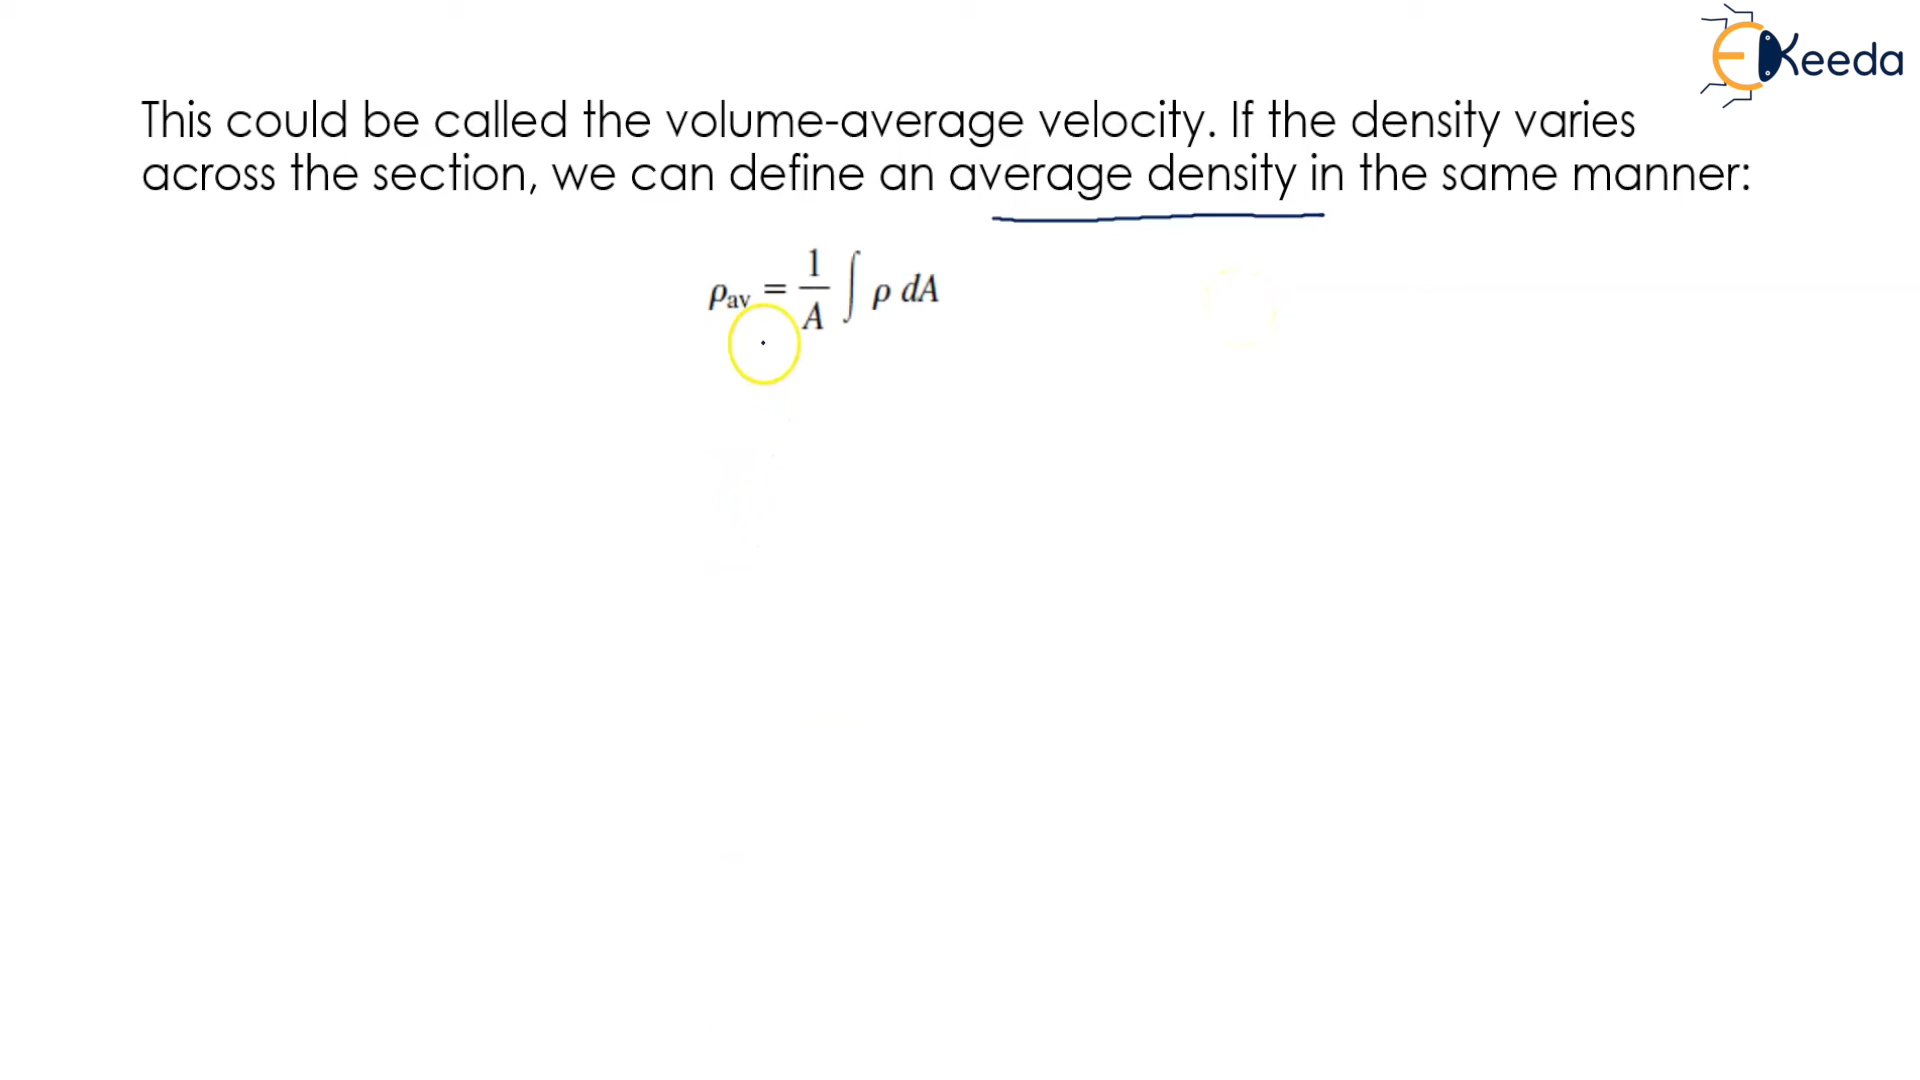 EKeeda
This could be called the volume-average velocity. If the density varies
across the section, we can define an average density in the same manner:
ρav = 1/A ∫ ρ dA